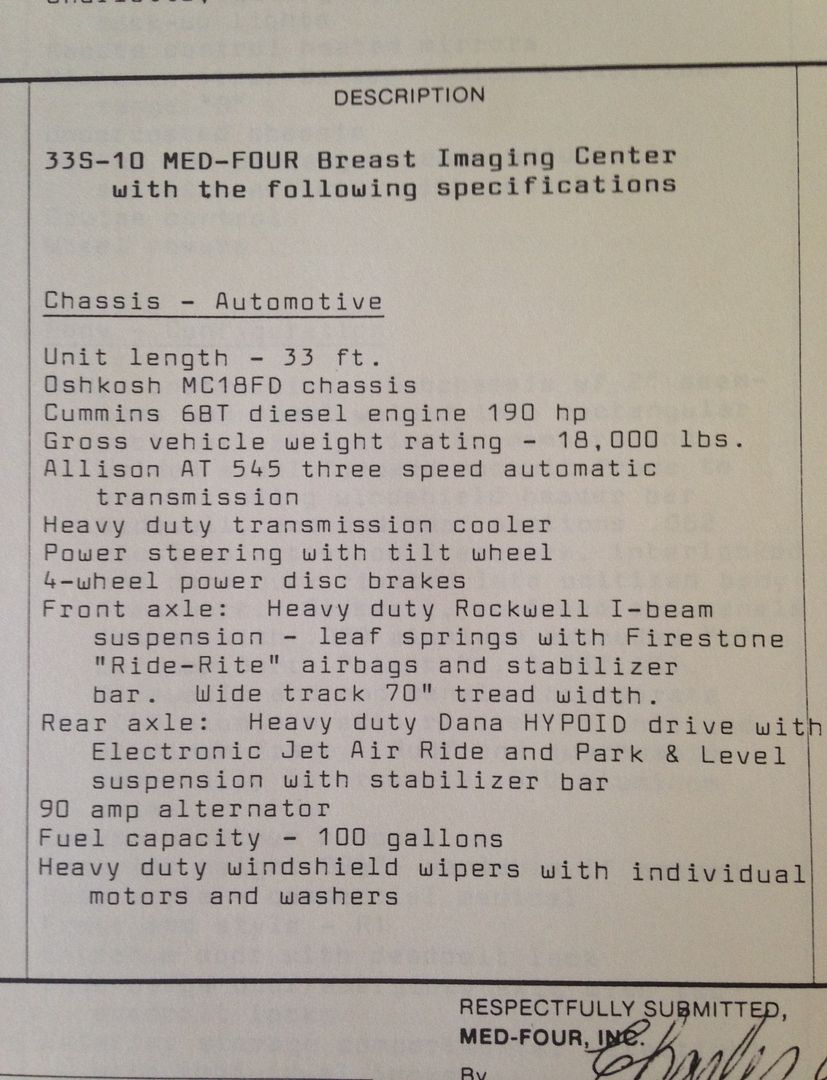 DESCRIPTION
33S-10 MED-FOUR Breast Imaging Center
with the following specifications
Chassis - Automotive
Unit length - 33 ft.
Oshkosh MC18FD chassis
Cummins 6BT diesel engine 190 hp
Gross vehicle weight rating - 18,000 lbs.
Allison AT 545 three speed automatic
transmission
Heavy duty transmission cooler
Power steering with tilt wheel
4-wheel power disc brakes
Front axle: Heavy duty Rockwell I-beam
suspension - leaf springs with Firestone
"Ride-Rite" airbags and stabilizer
bar. Wide track 70" tread width.
Rear axle: Heavy duty Dana HYPOID drive with
Electronic Jet Air Ride and Park & Level
suspension with stabilizer bar
90 amp alternator
Fuel capacity - 100 gallons
Heavy duty windshield wipers with individual
motors and washers
RESPECTFULLY SUBMITTED,
MED-FOUR, INC.
By
Charles